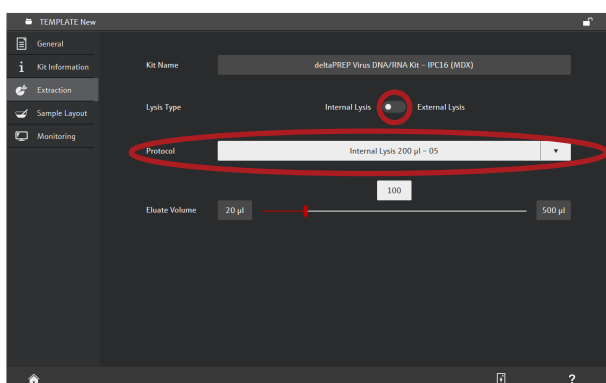 TEMPLATE New
General
Kit Information
Extraction
Sample Layout
Monitoring
Kit Name
deltaPREP Virus DNA/RNA Kit – IPC16 (MDX)
Lysis Type
Internal Lysis
External Lysis
Protocol
Internal Lysis 200 µl – 05
100
Eluate Volume
20 µl
500 µl
?